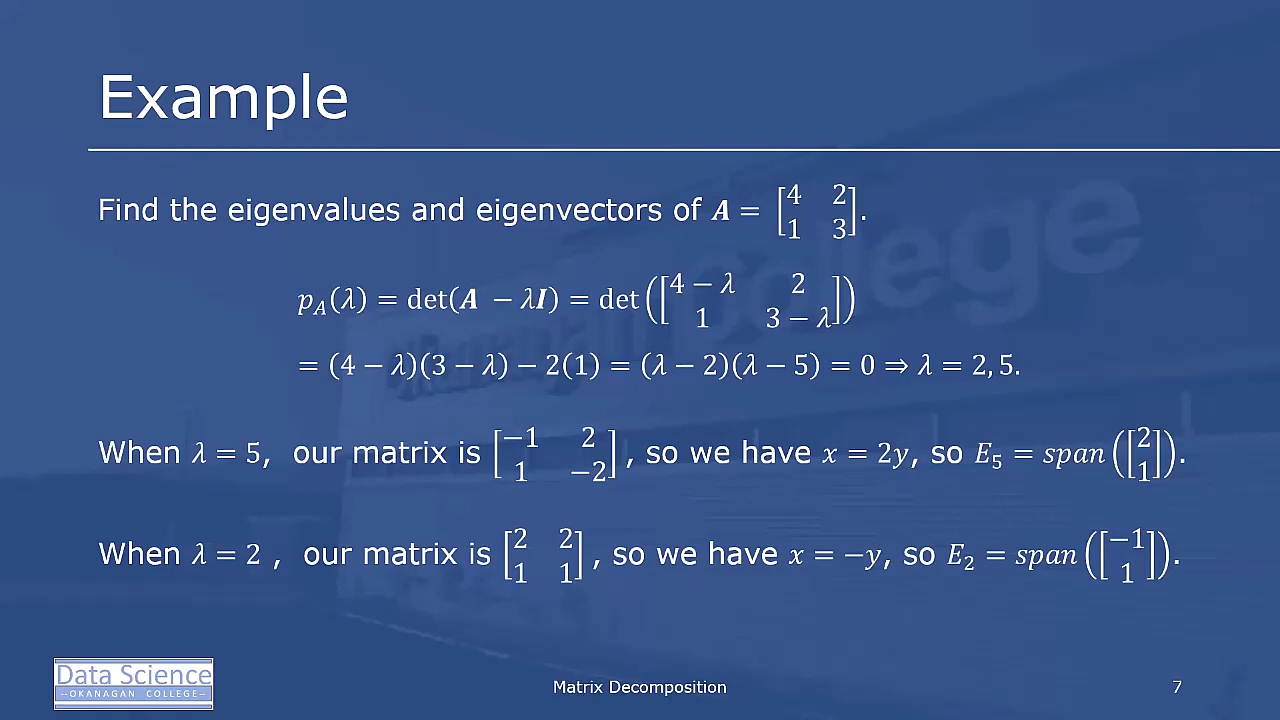 Example
Find the eigenvalues and eigenvectors of 𝑨 = [4 2; 1 3].
𝑝_𝐴(𝜆) = det(𝑨 − 𝜆𝑰) = det([4 − 𝜆 2; 1 3 − 𝜆])
= (4 − 𝜆)(3 − 𝜆) − 2(1) = (𝜆 − 2)(𝜆 − 5) = 0 ⇒ 𝜆 = 2, 5.
When 𝜆 = 5, our matrix is [−1 2; 1 −2], so we have 𝑥 = 2𝑦, so 𝐸_5 = 𝑠𝑝𝑎𝑛([2; 1]).
When 𝜆 = 2 , our matrix is [2 2; 1 1], so we have 𝑥 = −𝑦, so 𝐸_2 = 𝑠𝑝𝑎𝑛([−1; 1]).
Data Science
--OKANAGAN COLLEGE--
Matrix Decomposition
7
Okanagan College